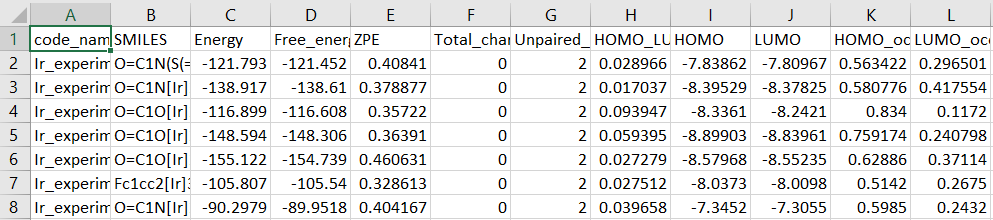 A B C D E F G H I J K L
1 code_nam SMILES Energy Free_ener ZPE Total_char Unpaired_ HOMO_LU HOMO LUMO HOMO_oc LUMO_occ
2 Ir_experim O=C1N(S(= -121.793 -121.452 0.40841 0 2 0.028966 -7.83862 -7.80967 0.563422 0.296501
3 Ir_experim O=C1N[Ir] -138.917 -138.61 0.378877 0 2 0.017037 -8.39529 -8.37825 0.580776 0.417554
4 Ir_experim O=C1O[Ir] -116.899 -116.608 0.35722 0 2 0.093947 -8.3361 -8.2421 0.834 0.1172
5 Ir_experim O=C1O[Ir] -148.594 -148.306 0.36391 0 2 0.059395 -8.89903 -8.83961 0.759174 0.240798
6 Ir_experim O=C1O[Ir] -155.122 -154.739 0.460631 0 2 0.027279 -8.57968 -8.55235 0.62886 0.37114
7 Ir_experim Fc1cc2[Ir]3 -105.807 -105.54 0.328613 0 2 0.027512 -8.0373 -8.0098 0.5142 0.2675
8 Ir_experim O=C1N[Ir] -90.2979 -89.9518 0.404167 0 2 0.039658 -7.3452 -7.3055 0.5985 0.2432